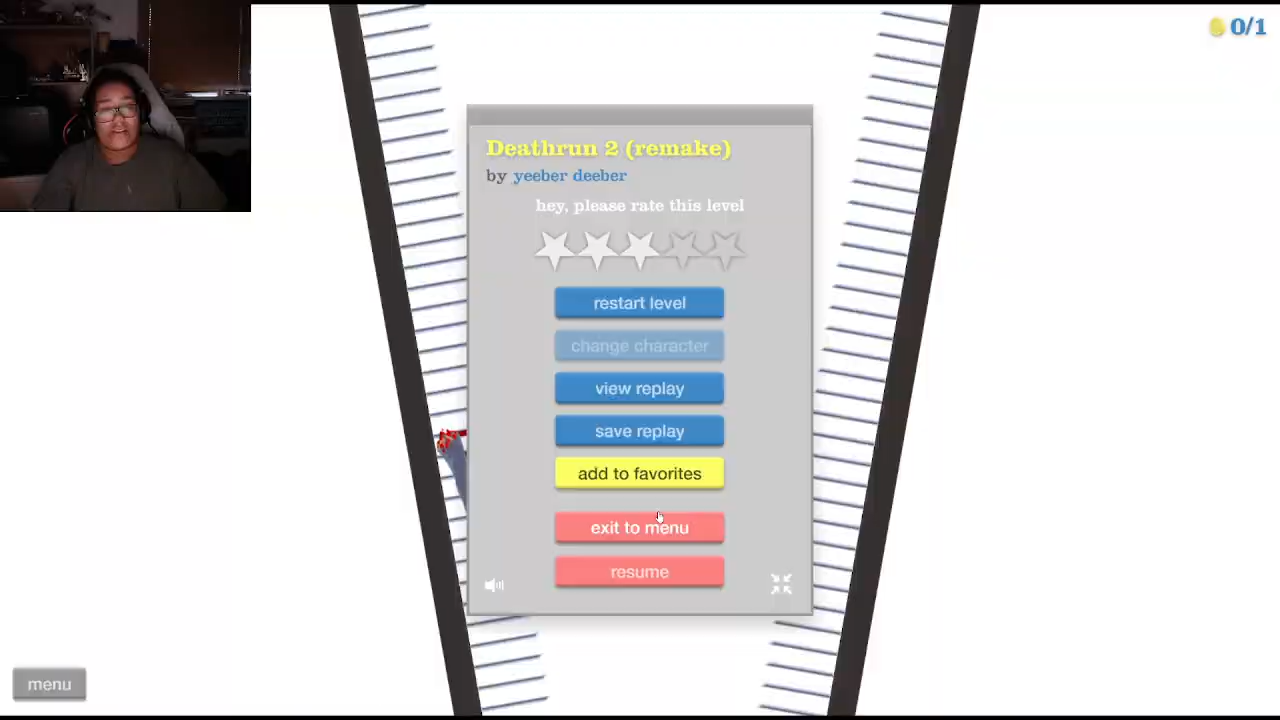 0/1
Deathrun 2 (remake)
by yeeber deeber
hey, please rate this level
restart level
change character
view replay
save replay
add to favorites
exit to menu
resume
menu